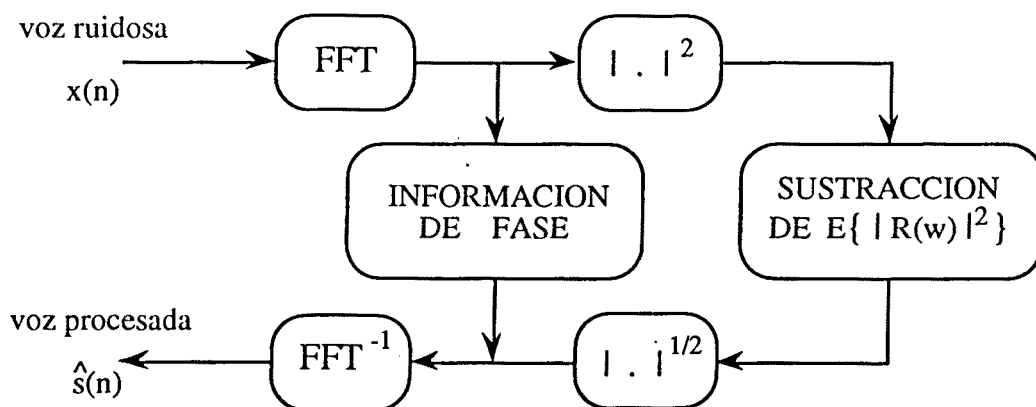 voz ruidosa
x(n)
FFT
| . |^2
INFORMACION
DE FASE
SUSTRACCION
DE E{ | R(w) |^2 }
voz procesada
ŝ(n)
FFT^-1
| . |^1/2